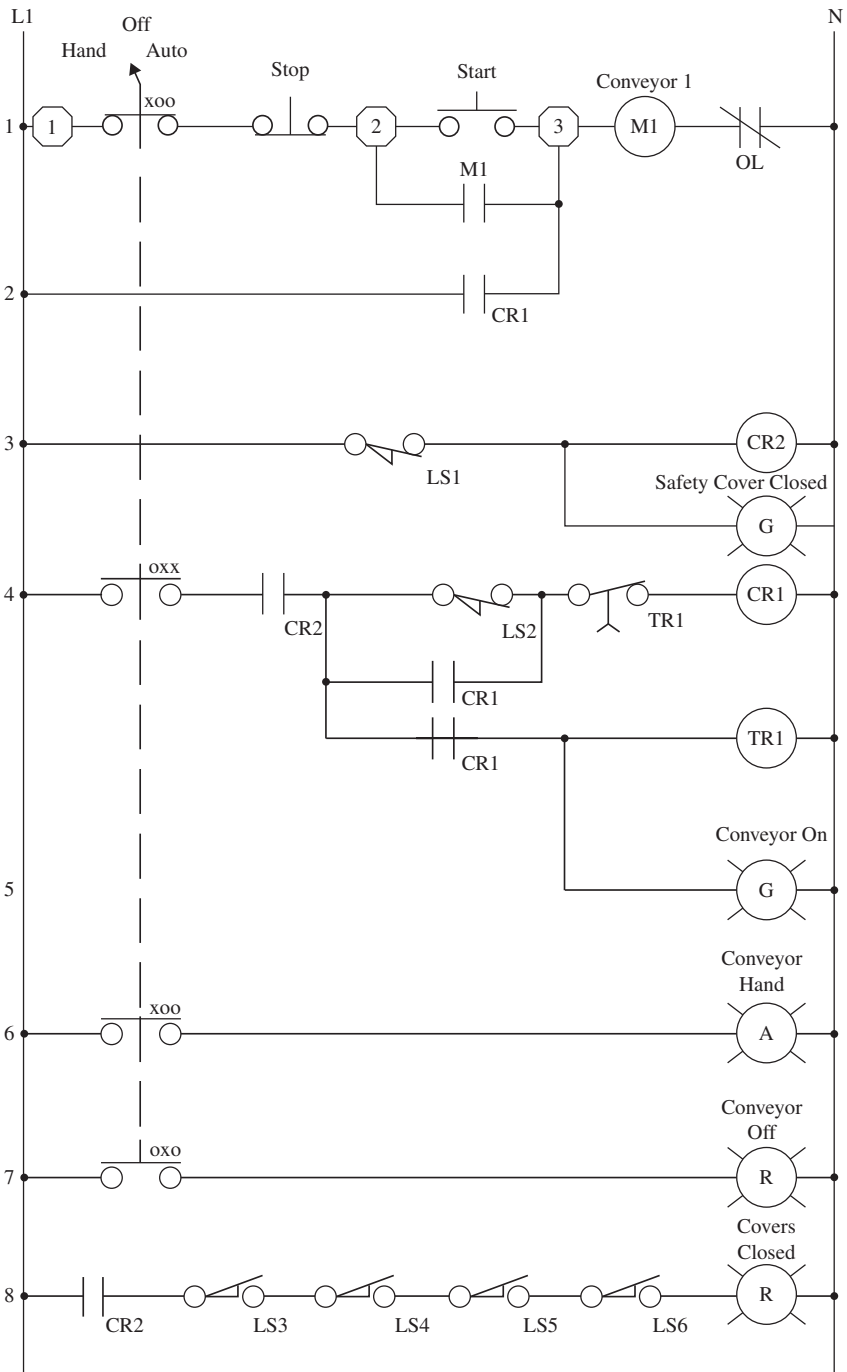 L1
N
Off
Hand
Auto
Stop
Start
Conveyor 1
xoo
1
1
2
3
M1
OL
M1
2
CR1
3
CR2
LS1
Safety Cover Closed
G
oxx
4
CR1
CR2
LS2
TR1
CR1
TR1
CR1
Conveyor On
5
G
Conveyor
Hand
xoo
6
A
Conveyor
Off
oxo
7
R
Covers
Closed
8
R
CR2
LS3
LS4
LS5
LS6